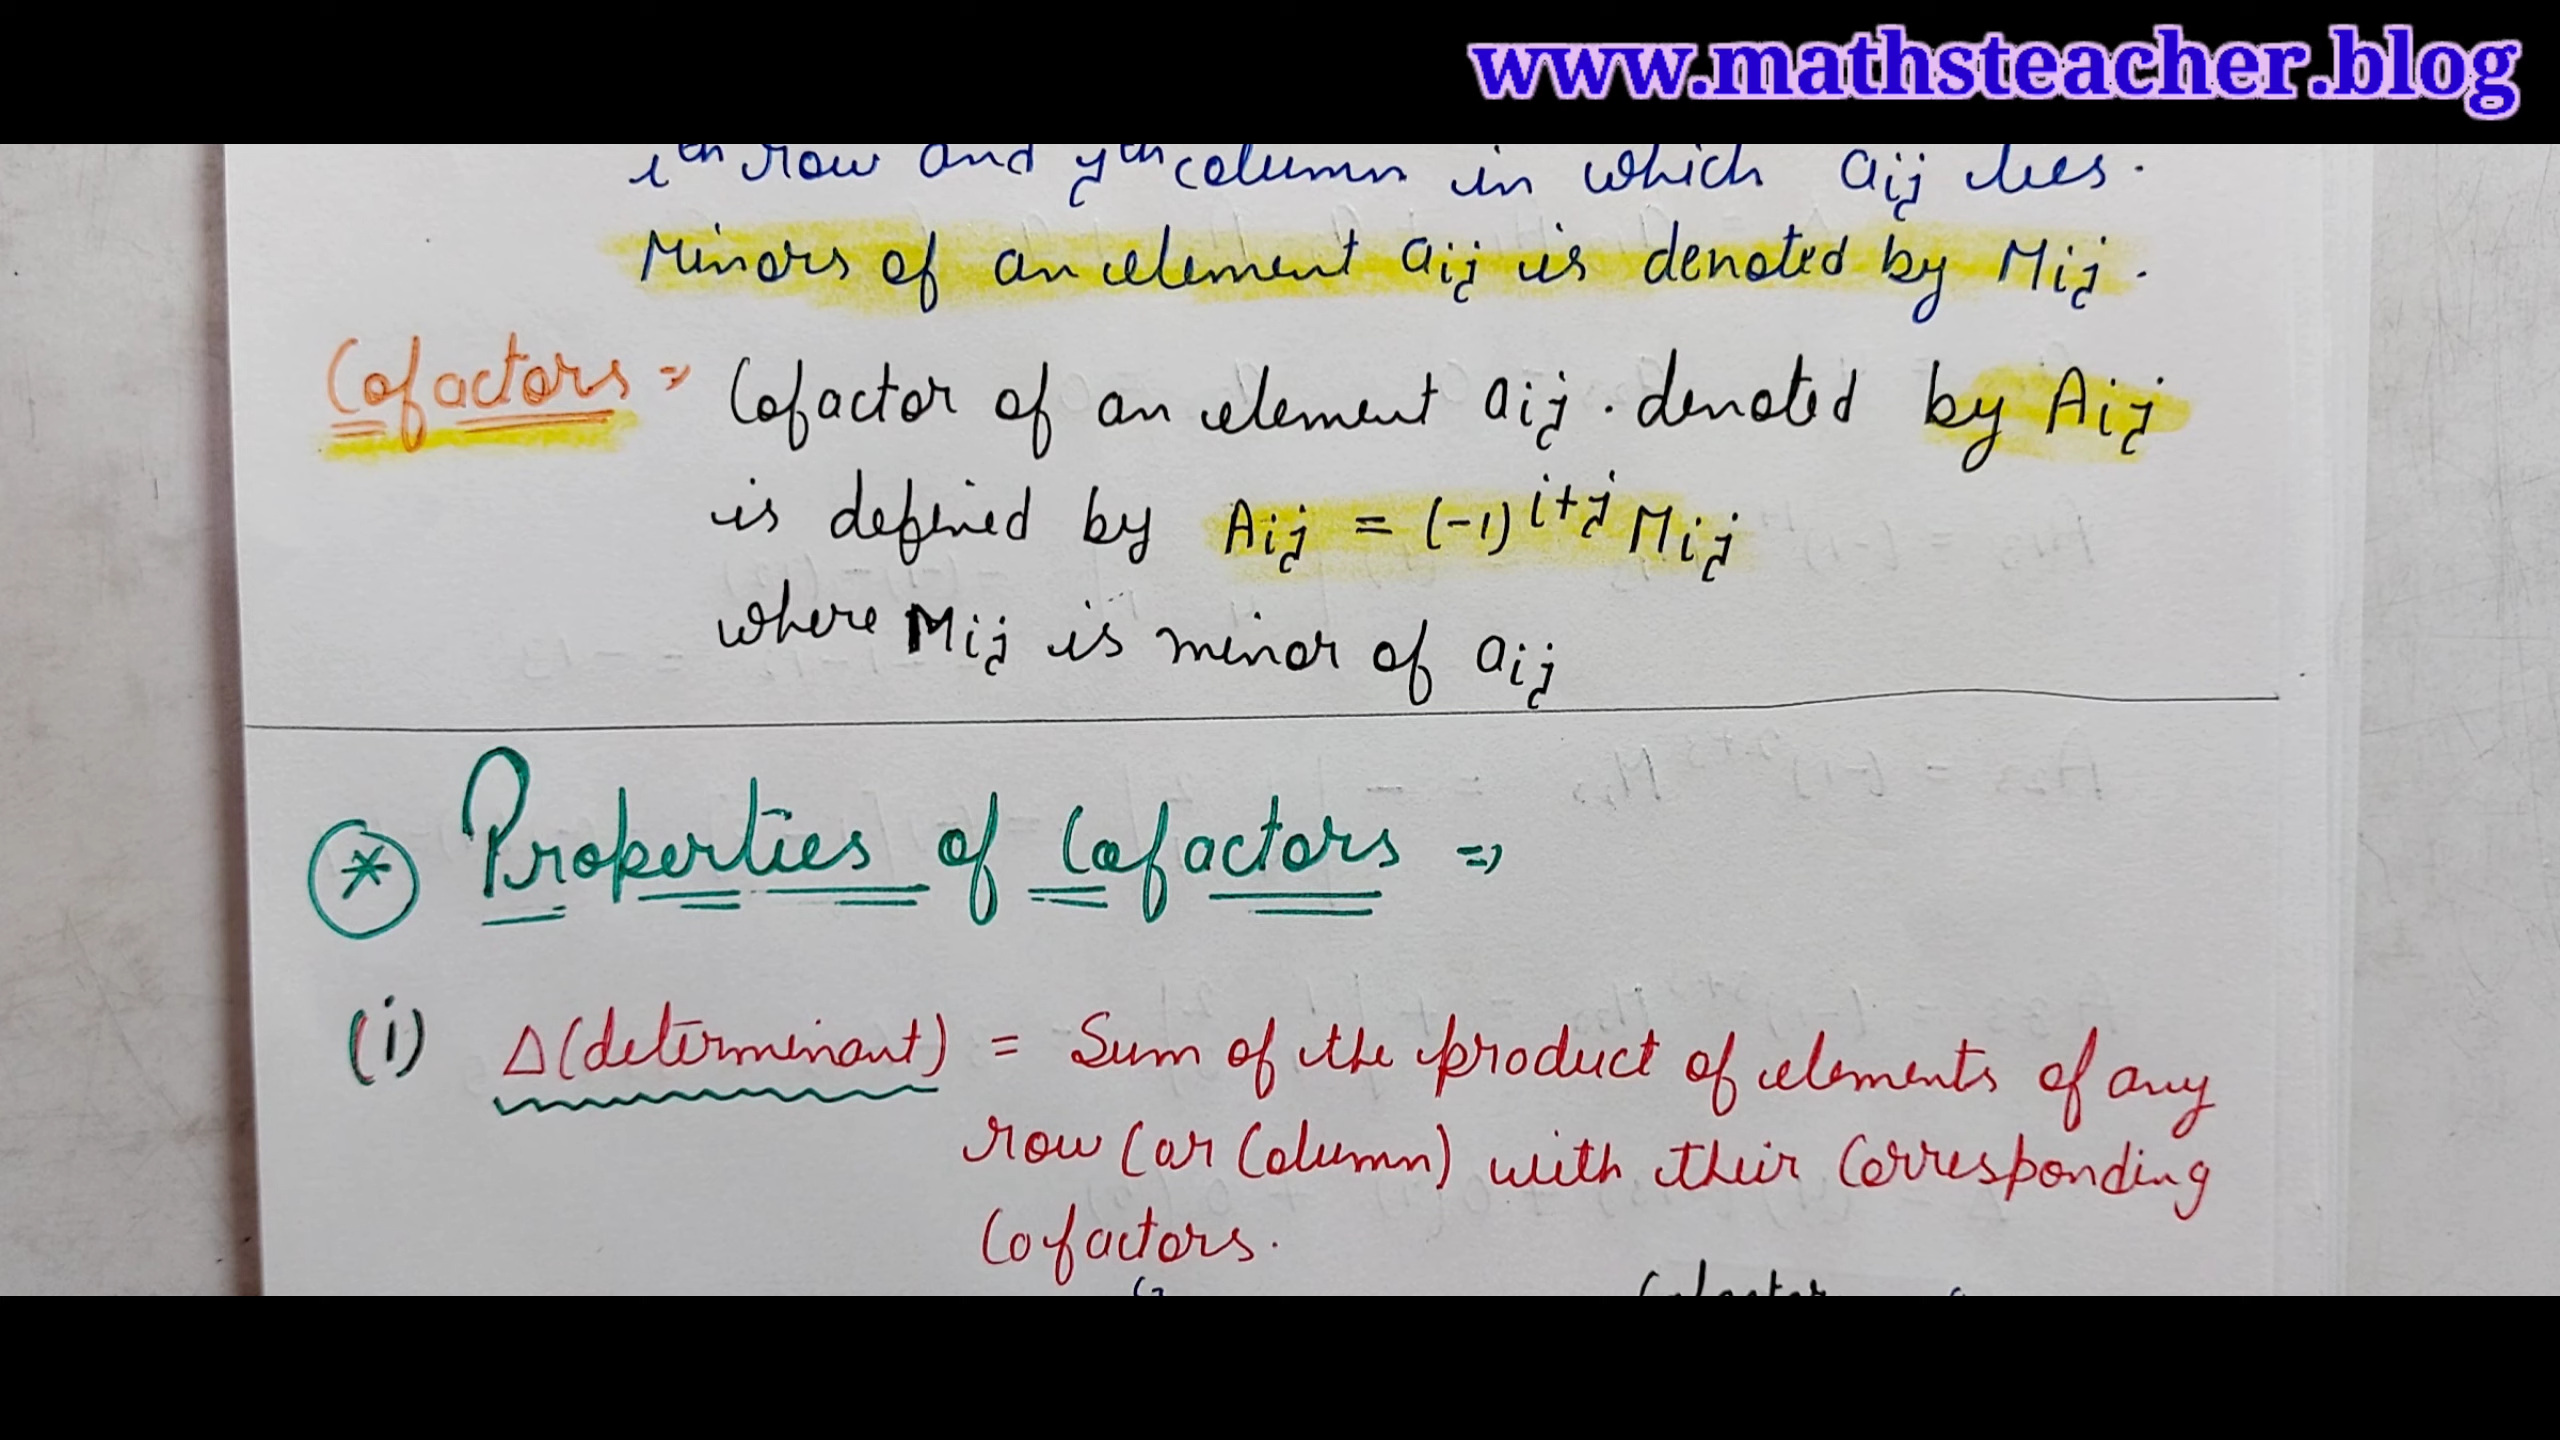 www.mathsteacher.blog
ith row and jth column in which aij lies.
Minors of an element aij is denoted by Mij.
Cofactors => Cofactor of an element aij. denoted by Aij
is defined by Aij = (-1)^i+j Mij
where Mij is minor of aij
* Properties of Cofactors =>
(i) Δ(determinant) = Sum of the product of elements of any
row (or Column) with their Corresponding
Cofactors.